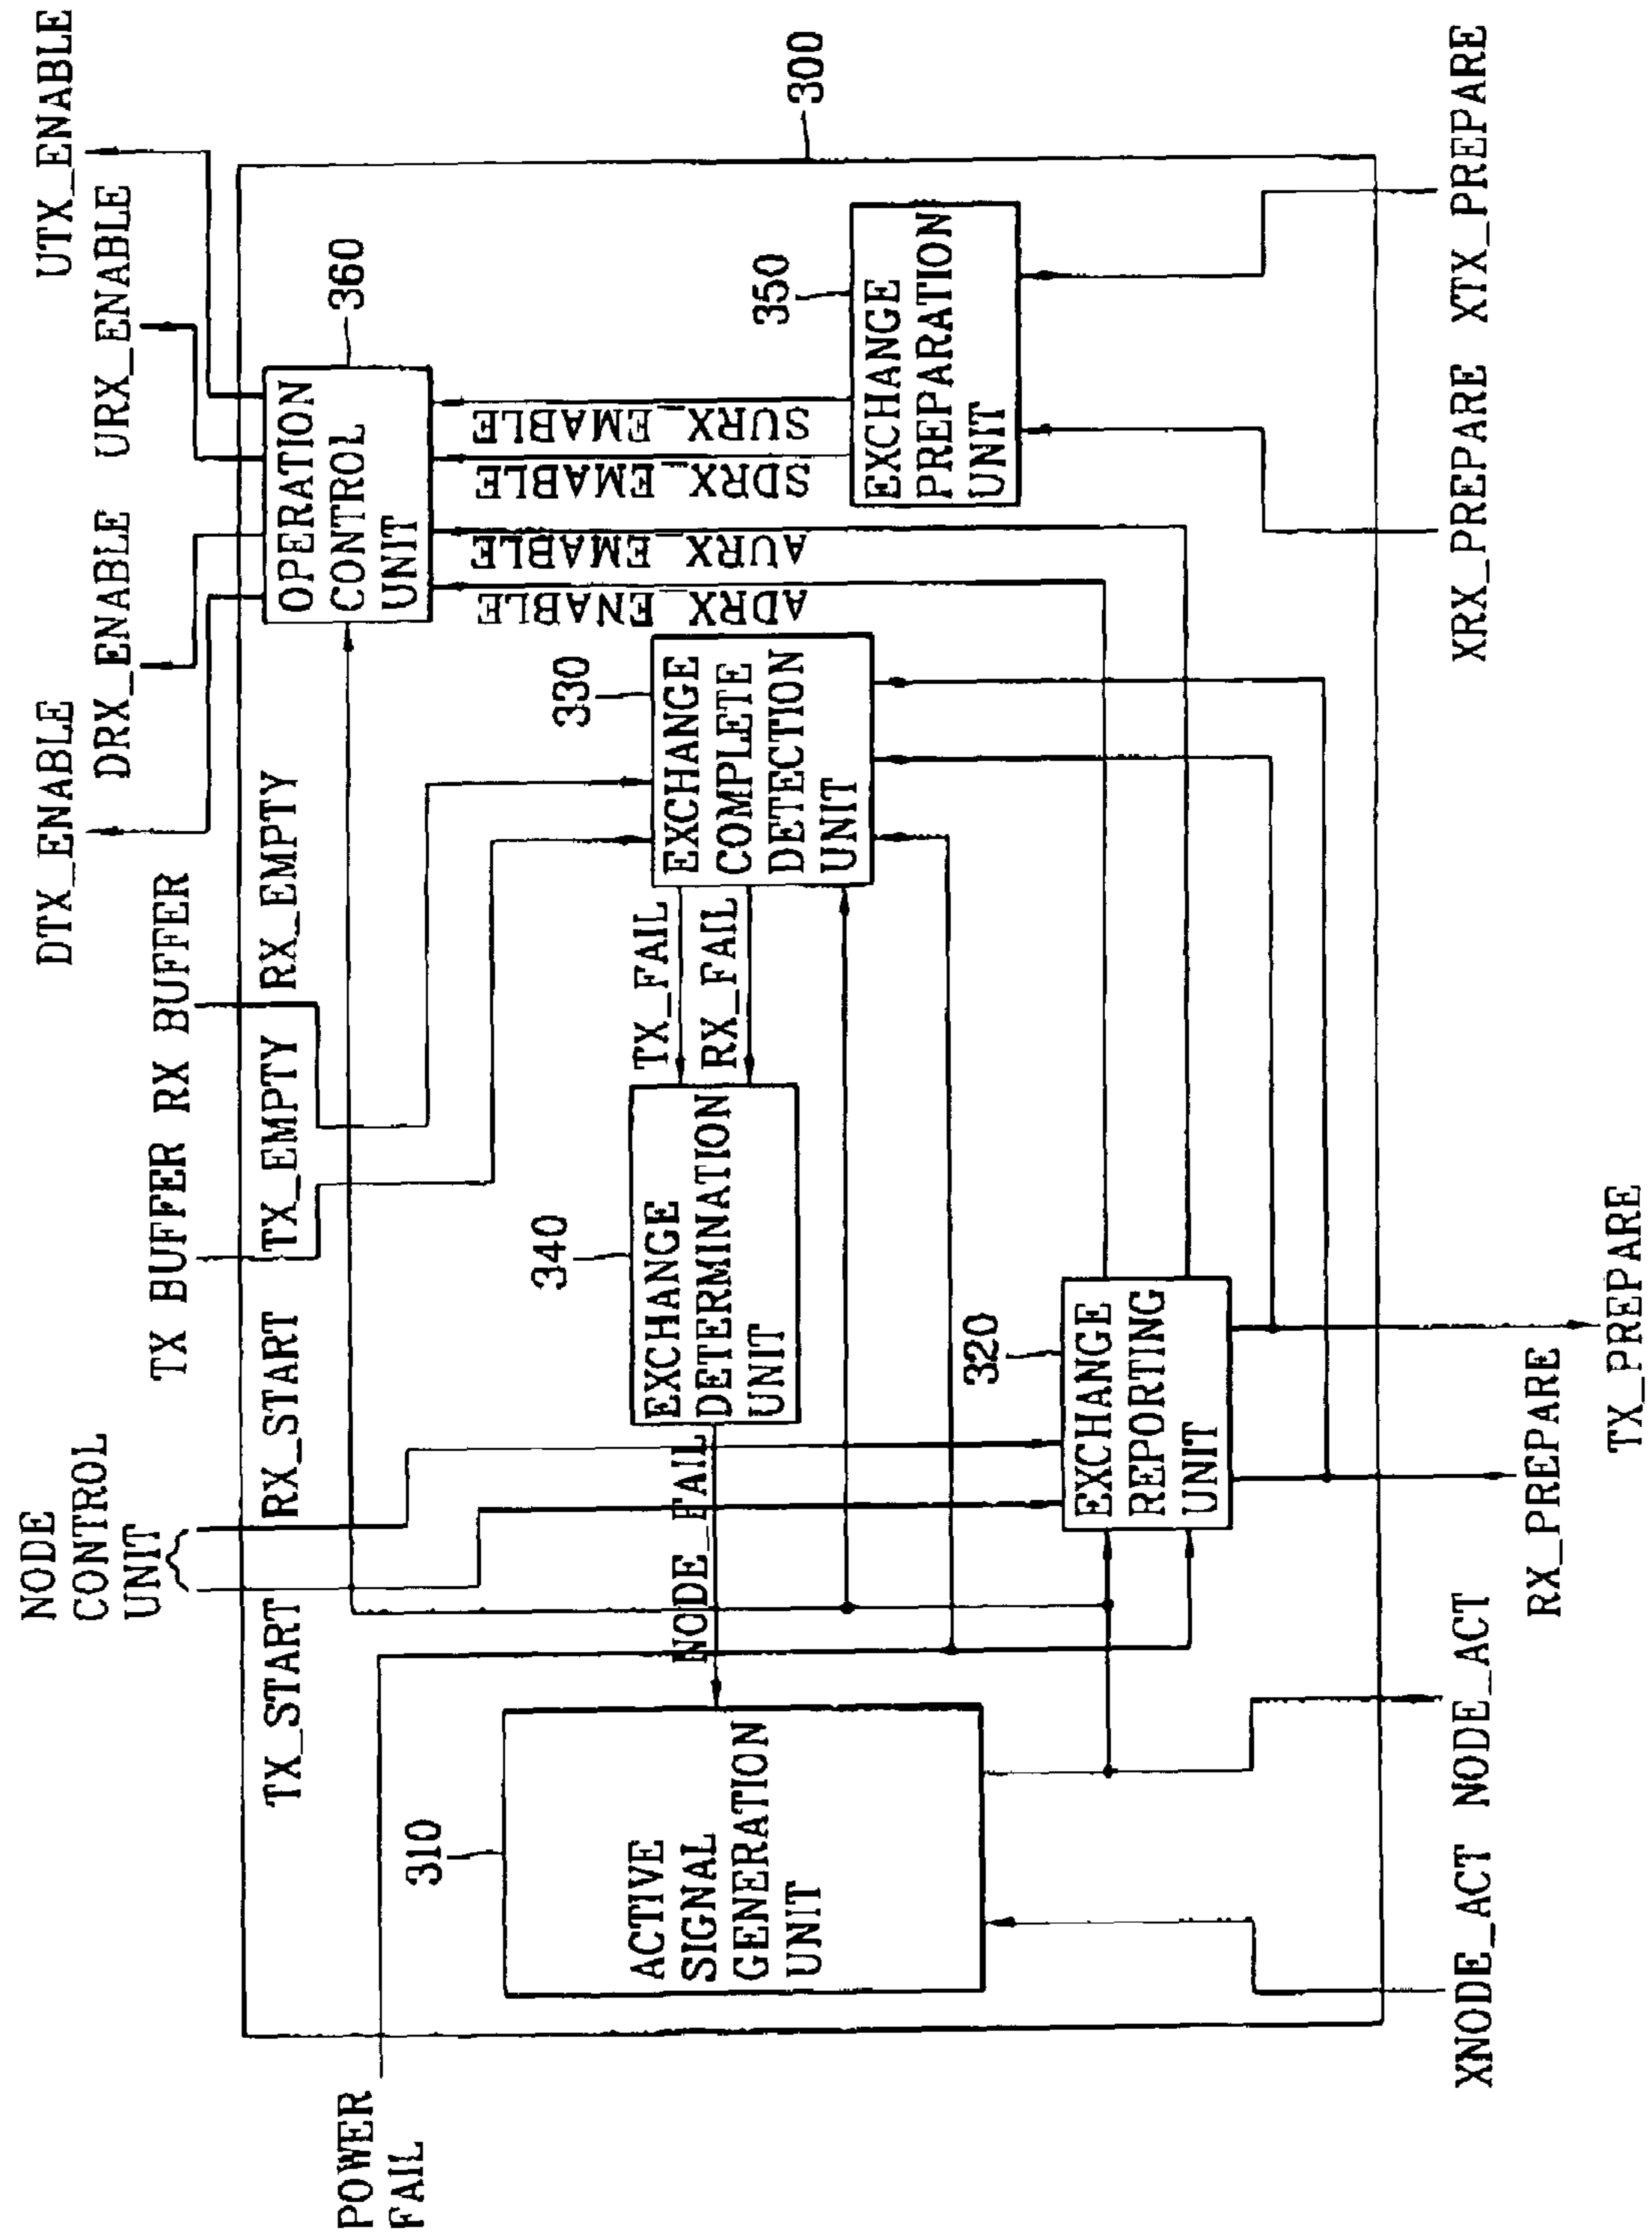 NODE
CONTROL
UNIT
TX BUFFER
RX BUFFER
DTX_ENABLE
DRX_ENABLE
URX_ENABLE
UTX_ENABLE
POWER
FAIL
TX_START
RX_START
TX_EMPTY
RX_EMPTY
OPERATION
CONTROL
UNIT
360
300
310
ACTIVE
SIGNAL
GENERATION
UNIT
NODE_FAIL
340
EXCHANGE
DETERMINATION
UNIT
TX_FAIL
RX_FAIL
330
EXCHANGE
COMPLETE
DETECTION
UNIT
ADRX_ENABLE
AURX_EMABLE
SDRX_EMABLE
SURX_EMABLE
350
EXCHANGE
PREPARATION
UNIT
320
EXCHANGE
REPORTING
UNIT
XNODE_ACT
NODE_ACT
RX_PREPARE
TX_PREPARE
XRX_PREPARE
XTX_PREPARE